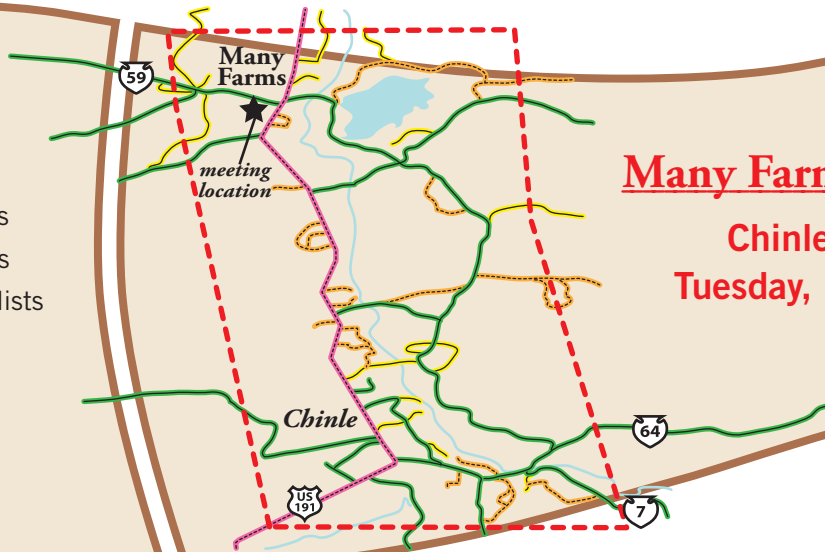 59
Many
Farms
meeting
location
s
s
lists
Many Farm
Chinle
Tuesday,
Chinle
64
US
191
7